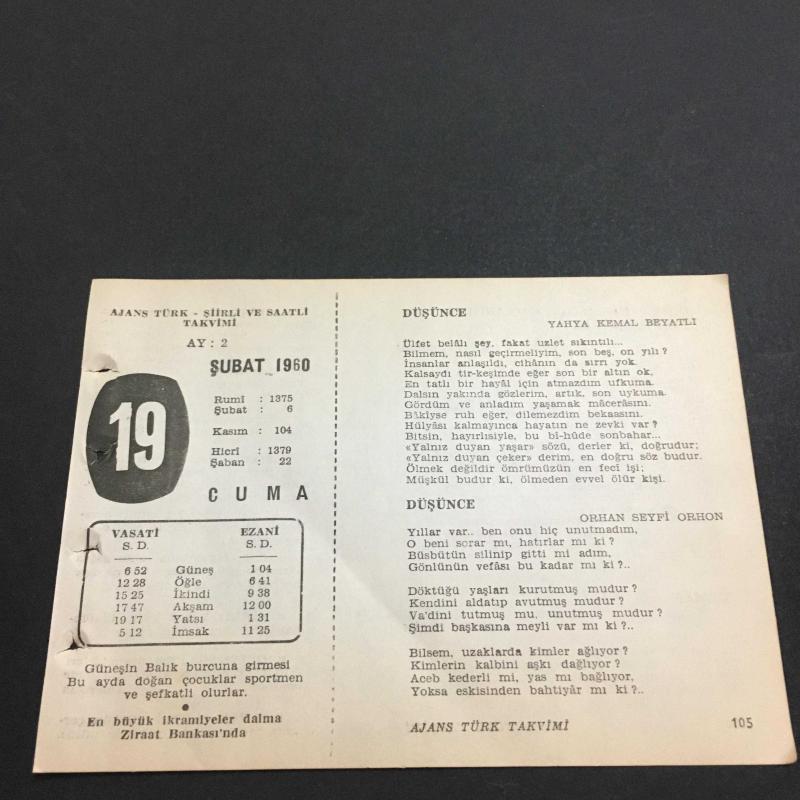 AJANS TÜRK - ŞİİRLİ VE SAATLİ
TAKVİMİ
AY : 2
ŞUBAT 1960
19
Rumî : 1375
Şubat : 6
Kasım : 104
Hicrî : 1379
Şaban : 22
CUMA
VASATİ EZANİ
S. D. S. D.
6 52 Güneş 1 04
12 28 Öğle 6 41
15 25 İkindi 9 38
17 47 Akşam 12 00
19 17 Yatsı 1 31
5 12 İmsak 11 25
Güneşin Balık burcuna girmesi
Bu ayda doğan çocuklar sportmen
ve şefkatli olurlar.
En büyük ikramiyeler daima
Ziraat Bankası'nda
DÜŞÜNCE
YAHYA KEMAL BEYATLI
Ülfet belâlı şey, fakat uzlet sıkıntılı...
Bilmem, nasıl geçirmeliyim, son beş, on yılı ?
İnsanlar anlaşıldı, cihânın da sırrı yok.
Kalsaydı tir-keşimde eğer son bir altın ok,
En tatlı bir hayâl için atmazdım ufkuma.
Dalsın yakında gözlerim, artık, son uykuma.
Gördüm ve anladım yaşamak mâcerâsını.
Bâkîyse ruh eğer, dilemezdim bekaasını.
Hülyâsı kalmayınca hayatın ne zevki var ?
Bitsin, hayırlısiyle, bu bî-hûde sonbahar...
«Yalnız duyan yaşar» sözü, derler ki, doğrudur;
«Yalnız duyan çeker» derim, en doğru söz budur.
Ölmek değildir ömrümüzün en fecî işi;
Müşkül budur ki, ölmeden evvel ölür kişi.
DÜŞÜNCE
ORHAN SEYFİ ORHON
Yıllar var.. ben onu hiç unutmadım,
O beni sorar mı, hatırlar mı ki ?
Büsbütün silinip gitti mi adım,
Gönlünün vefâsı bu kadar mı ki ?..
Döktüğü yaşları kurutmuş mudur ?
Kendini aldatıp avutmuş mudur ?
Va'dini tutmuş mu, unutmuş mudur ?
Şimdi başkasına meyli var mı ki ?..
Bilsem, uzaklarda kimler ağlıyor ?
Kimlerin kalbini aşkı dağlıyor ?
Aceb kederli mi, yas mı bağlıyor,
Yoksa eskisinden bahtiyâr mı ki ?..
AJANS TÜRK TAKVİMİ 105